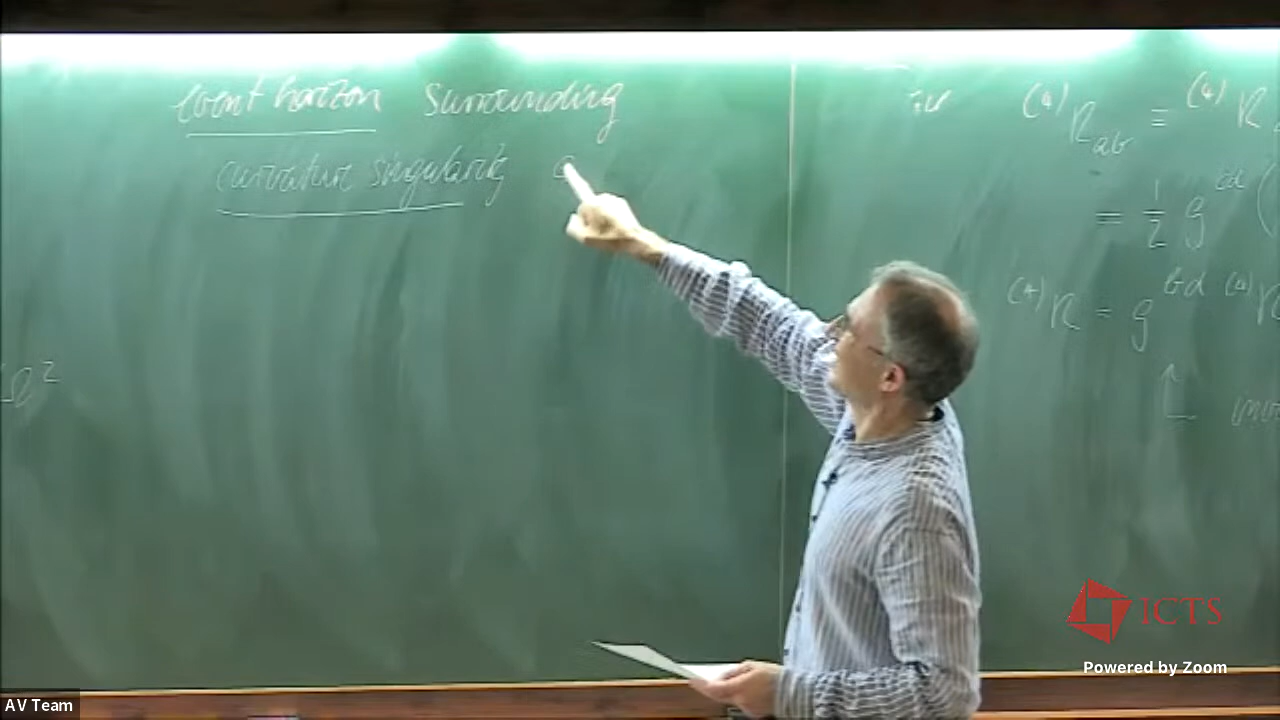 event horizon surrounding
curvature singularity
(4)R_ab = (4)R
= 1/2 g^cd (
(4)R = g^bd (4)R
ICTS
Powered by Zoom
AV Team